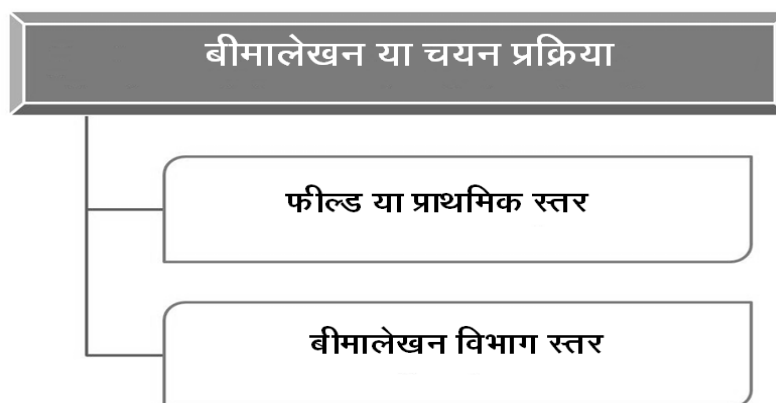 बीमालेखन या चयन प्रक्रिया
फील्ड या प्राथमिक स्तर
बीमालेखन विभाग स्तर